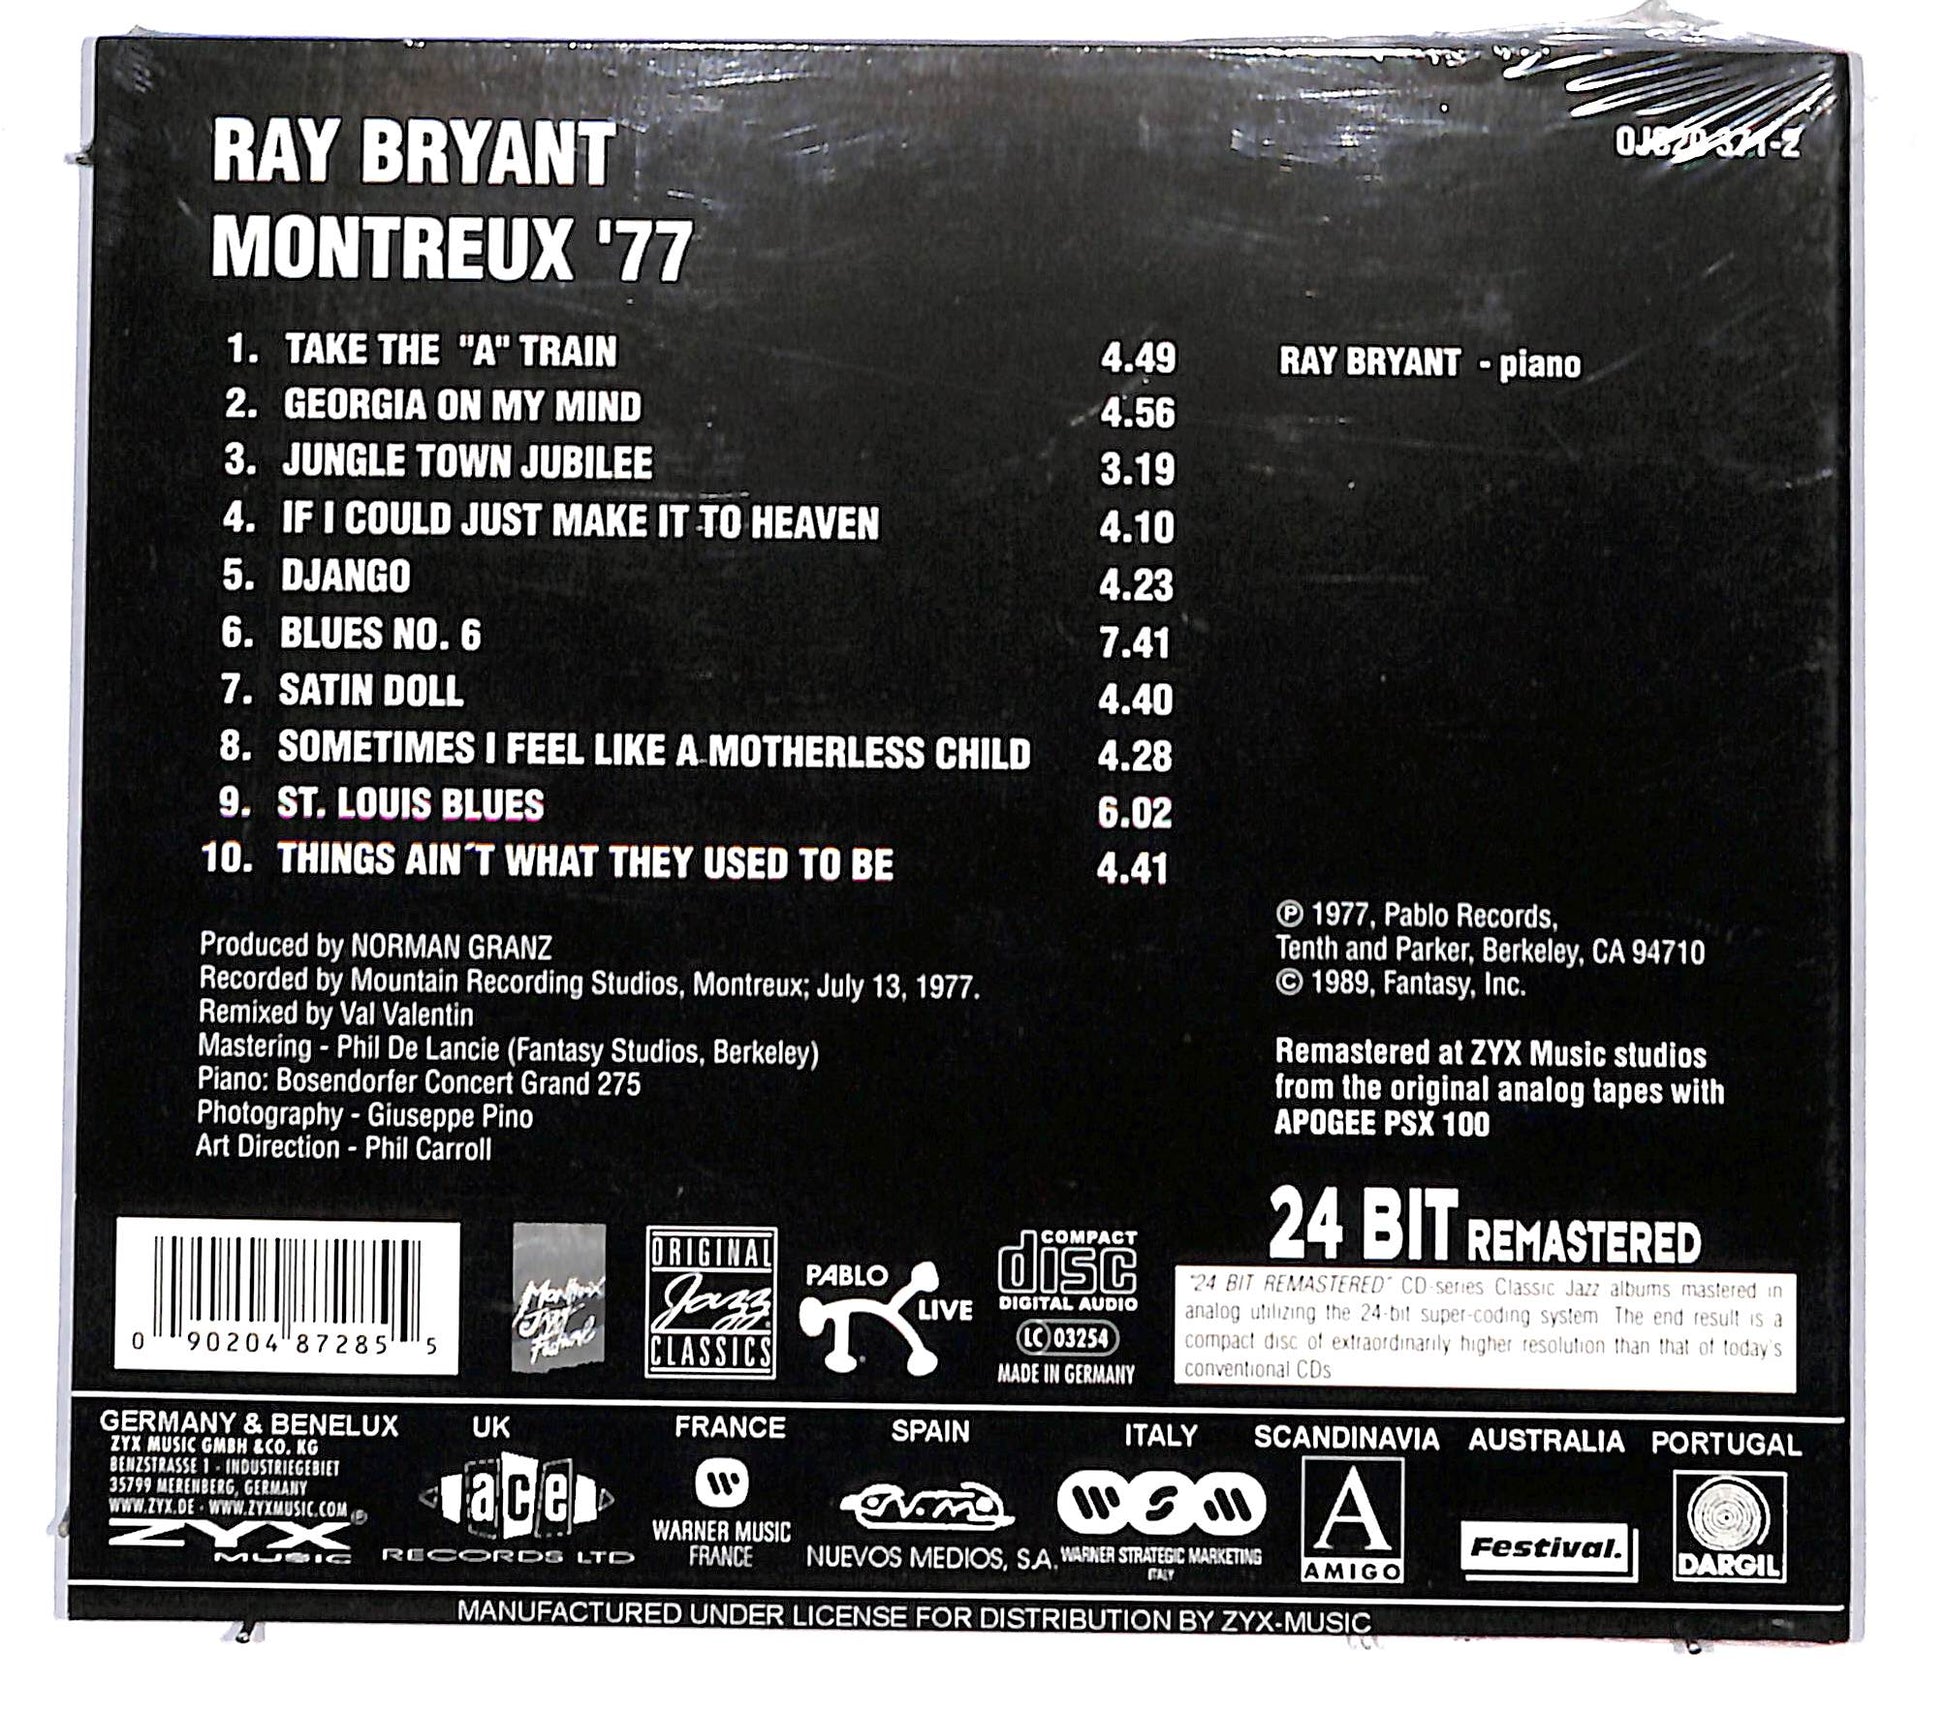 RAY BRYANT
MONTREUX '77
1. TAKE THE "A" TRAIN 4.49
2. GEORGIA ON MY MIND 4.56
3. JUNGLE TOWN JUBILEE 3.19
4. IF I COULD JUST MAKE IT TO HEAVEN 4.10
5. DJANGO 4.23
6. BLUES NO. 6 7.41
7. SATIN DOLL 4.40
8. SOMETIMES I FEEL LIKE A MOTHERLESS CHILD 4.28
9. ST. LOUIS BLUES 6.02
10. THINGS AIN´T WHAT THEY USED TO BE 4.41
RAY BRYANT - piano
Produced by NORMAN GRANZ
Recorded by Mountain Recording Studios, Montreux; July 13, 1977.
Remixed by Val Valentin
Mastering - Phil De Lancie (Fantasy Studios, Berkeley)
Piano: Bosendorfer Concert Grand 275
Photography - Giuseppe Pino
Art Direction - Phil Carroll
℗ 1977, Pablo Records,
Tenth and Parker, Berkeley, CA 94710
© 1989, Fantasy, Inc.
Remastered at ZYX Music studios
from the original analog tapes with
APOGEE PSX 100
24 BIT REMASTERED
"24 BIT REMASTERED" CD-series Classic Jazz albums mastered in
analog utilizing the 24-bit super-coding system The end result is a
compact disc of extraordinarily higher resolution than that of today's
conventional CDs
0 90204 87285 5
Montreux
Jazz
Festival
ORIGINAL
Jazz
CLASSICS
PABLO
LIVE
COMPACT
disc
DIGITAL AUDIO
LC 03254
MADE IN GERMANY
GERMANY & BENELUX
ZYX MUSIC GMBH &CO. KG
BENZSTRASSE 1 - INDUSTRIEGEBIET
35799 MERENBERG, GERMANY
WWW.ZYX.DE - WWW.ZYXMUSIC.COM
ZYX ®
MUSIC
UK
ace
RECORDS LTD
FRANCE
WARNER MUSIC
FRANCE
SPAIN
n.m
NUEVOS MEDIOS, S.A.
ITALY
WSM
WARNER STRATEGIC MARKETING
ITALY
SCANDINAVIA
A
AMIGO
AUSTRALIA
Festival.
PORTUGAL
DARGIL
MANUFACTURED UNDER LICENSE FOR DISTRIBUTION BY ZYX-MUSIC